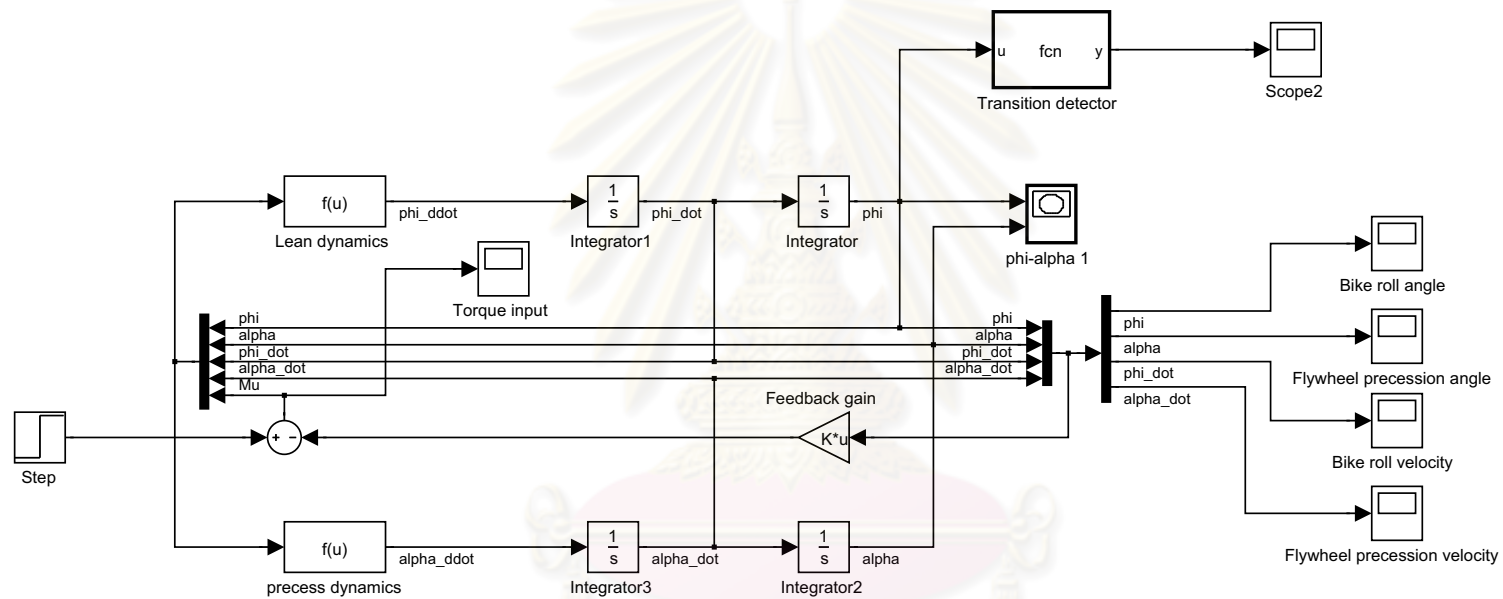 u fcn y
Transition detector
Scope2
f(u)
Lean dynamics
phi_ddot
1
s
Integrator1
phi_dot
1
s
Integrator
phi
phi-alpha 1
Torque input
Bike roll angle
phi
alpha
phi_dot
alpha_dot
Mu
phi
alpha
phi_dot
alpha_dot
phi
alpha
phi_dot
alpha_dot
Flywheel precession angle
Bike roll velocity
Flywheel precession velocity
Feedback gain
K*u
+ −
Step
f(u)
precess dynamics
alpha_ddot
1
s
Integrator3
alpha_dot
1
s
Integrator2
alpha